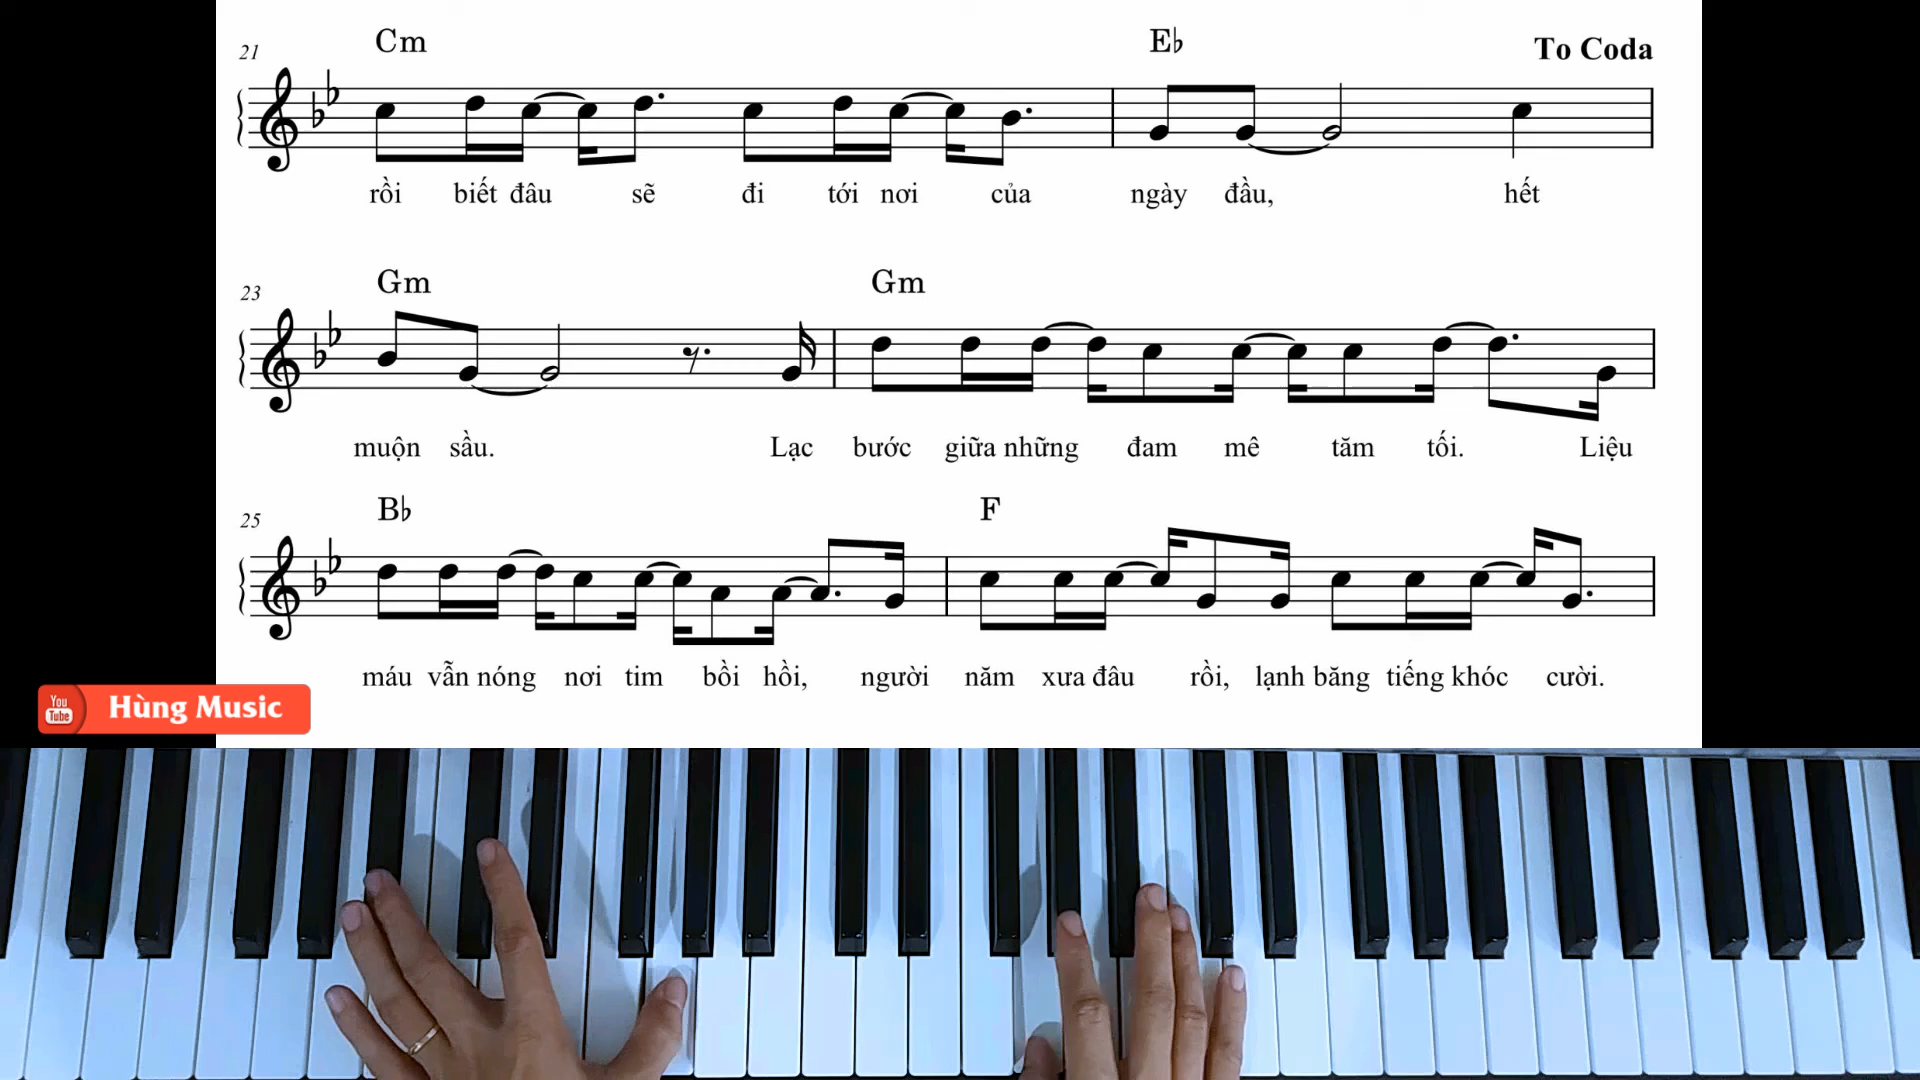 21 Cm E♭ To Coda
rồi biết đâu sẽ đi tới nơi của ngày đầu, hết
23 Gm Gm
muộn sầu. Lạc bước giữa những đam mê tăm tối. Liệu
25 B♭ F
máu vẫn nóng nơi tim bồi hồi, người năm xưa đâu rồi, lạnh băng tiếng khóc cười.
You Tube Hùng Music